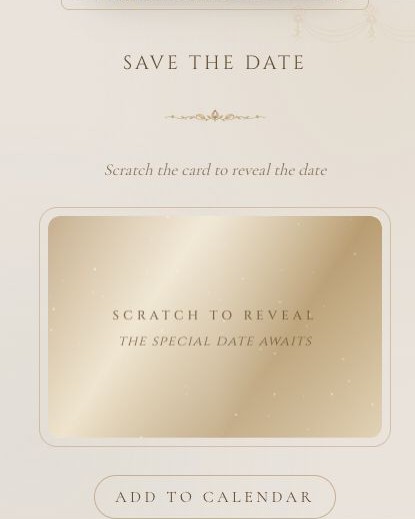 SAVE THE DATE
Scratch the card to reveal the date
SCRATCH TO REVEAL
THE SPECIAL DATE AWAITS
ADD TO CALENDAR